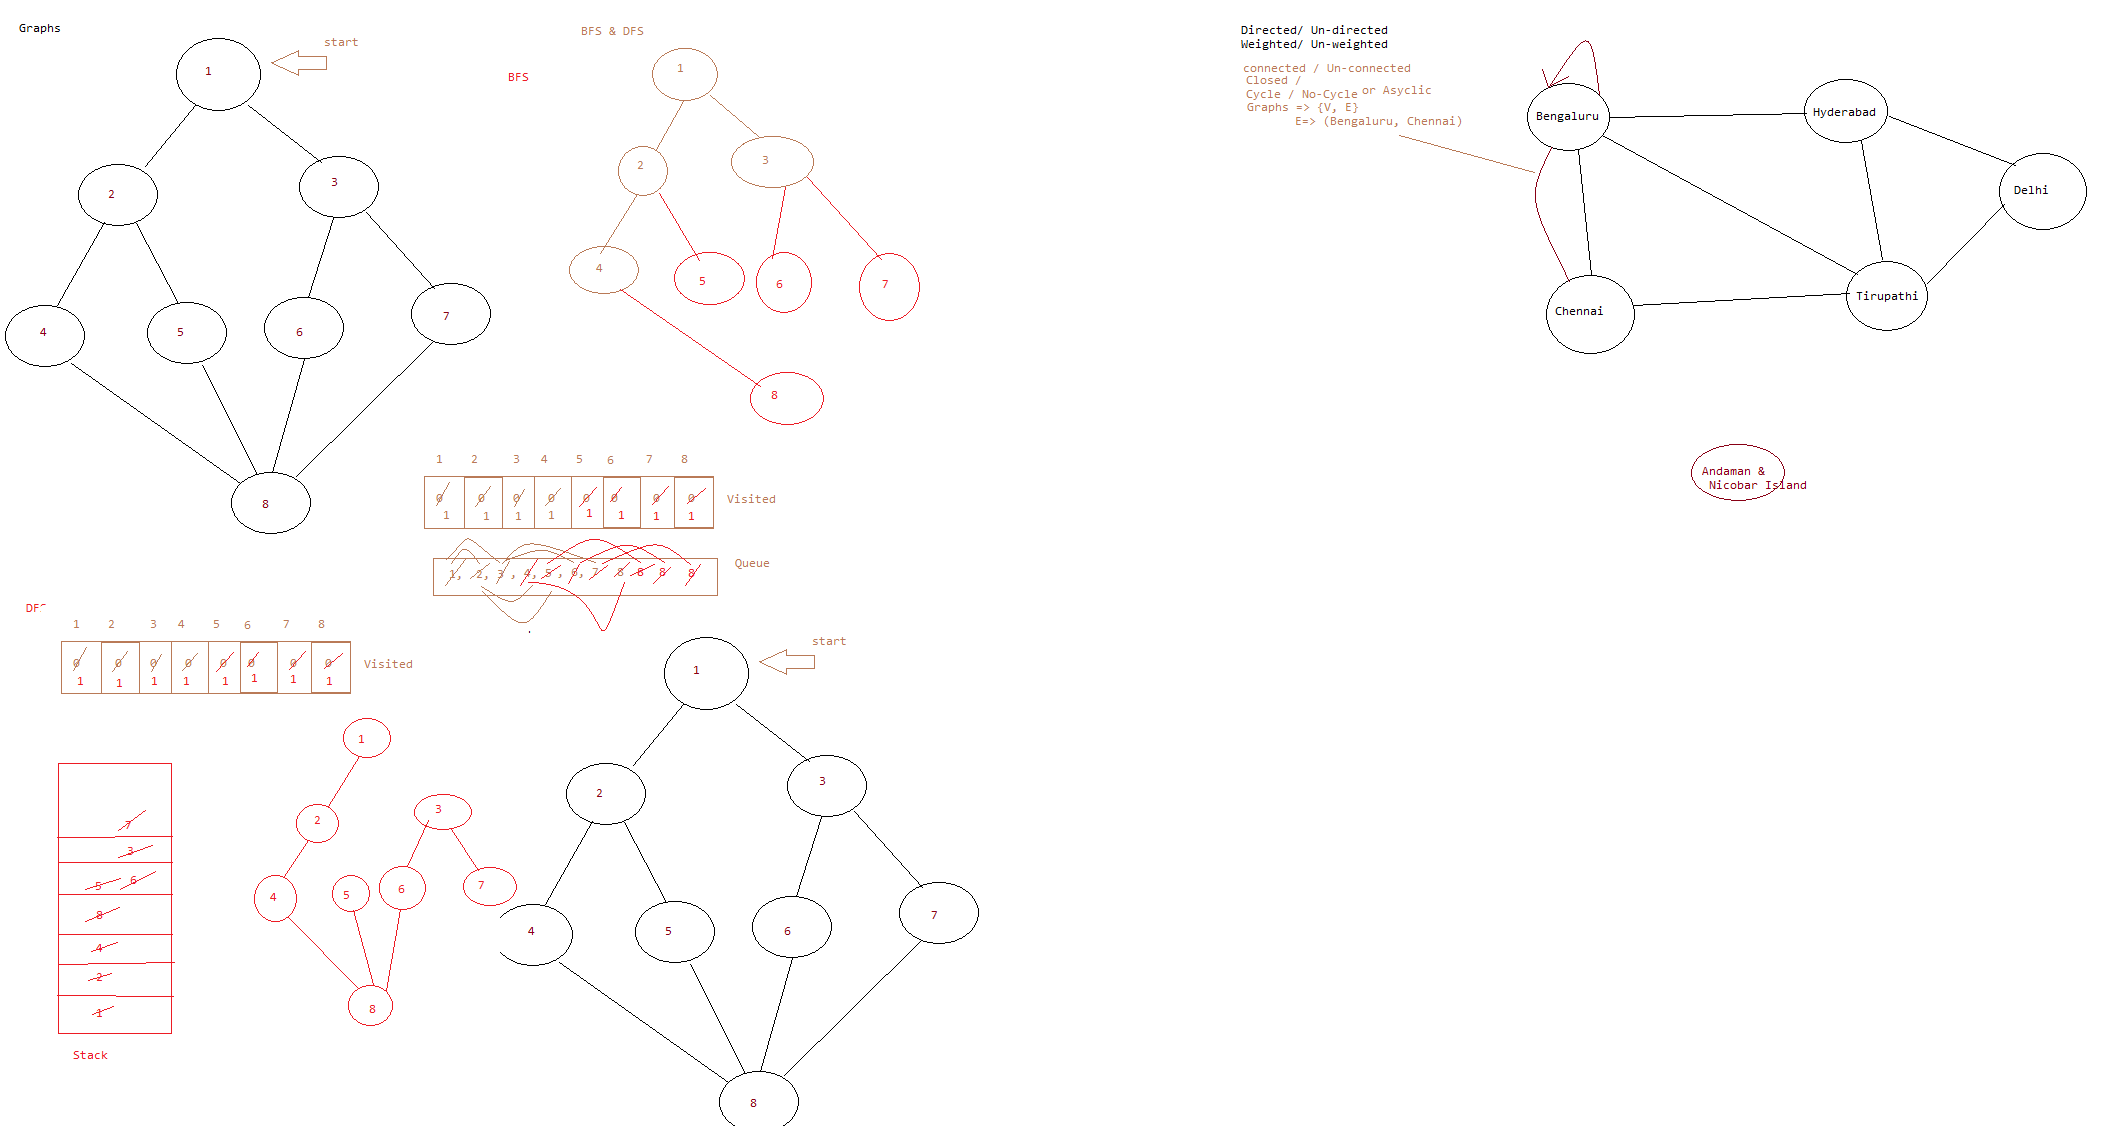 Graphs
start
1
2
3
4
5
6
7
8
BFS & DFS
BFS
1
2
3
4
5
6
7
8
1 2 3 4 5 6 7 8
0 0 0 0 0 0 0 0
1 1 1 1 1 1 1 1
Visited
1, 2, 3, 4, 5, 6, 7 8 8 8 8
Queue
DFS
1 2 3 4 5 6 7 8
0 0 0 0 0 0 0 0
1 1 1 1 1 1 1 1
Visited
7
3
5 6
8
4
2
1
Stack
1
2
3
4
5
6
7
8
start
1
2
3
4
5
6
7
8
Directed/ Un-directed
Weighted/ Un-weighted
connected / Un-connected
Closed /
Cycle / No-Cycle or Asyclic
Graphs => {V, E}
E=> (Bengaluru, Chennai)
Bengaluru
Hyderabad
Delhi
Chennai
Tirupathi
Andaman &
Nicobar Island